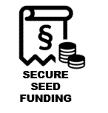 §
SECURE
SEED
FUNDING